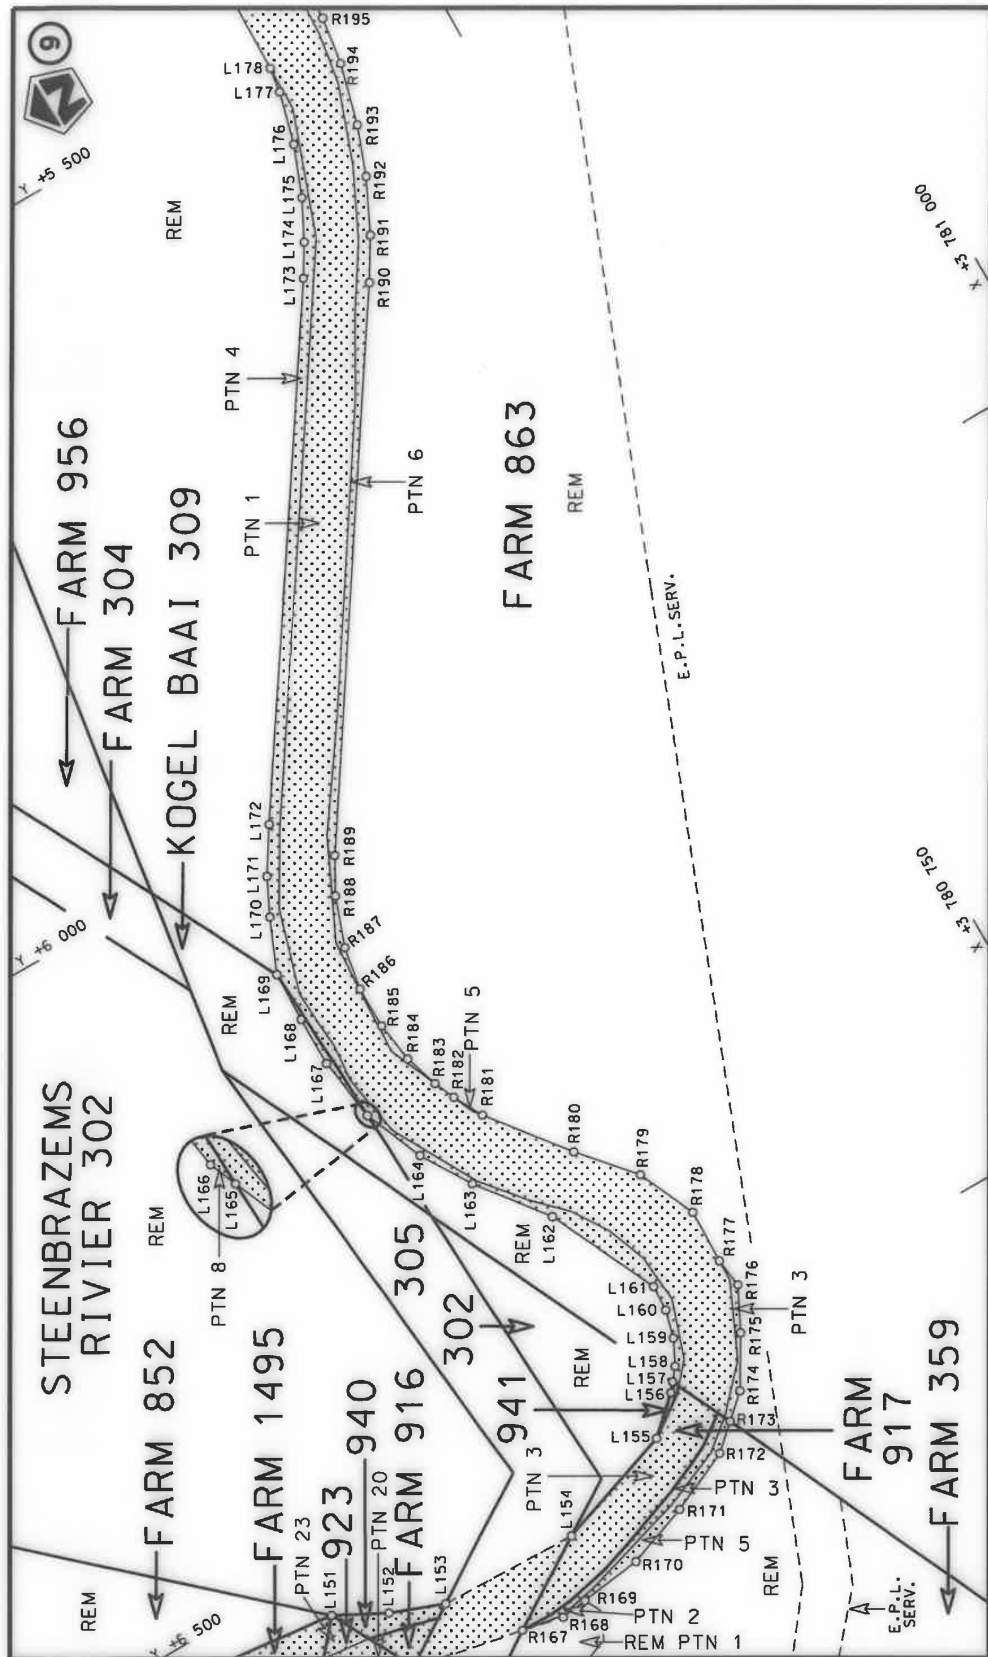 6
N
Y +5 500
Y +6 000
Y +6 500
X +3 781 000
X +3 780 750
STEENBRAZEMS
RIVIER 302
REM
FARM 852
REM
FARM 1495
PTN 23
923
940
PTN 20
FARM 916
305
302
941
REM
REM
PTN 3
FARM 956
FARM 304
KOGEL BAAI 309
REM
REM
PTN 8
L166
L165
PTN 1
PTN 4
PTN 6
FARM 863
REM
E.P.L.SERV.
PTN 5
PTN 3
FARM
917
FARM 359
PTN 3
PTN 5
REM
PTN 2
REM PTN 1
E.P.L.
SERV.
L151
L152
L153
L154
L155
L156
L157
L158
L159
L160
L161
L162
L163
L164
L167
L168
L169
L170
L171
L172
L173
L174
L175
L176
L177
L178
R167
R168
R169
R170
R171
R172
R173
R174
R175
R176
R177
R178
R179
R180
R181
R182
R183
R184
R185
R186
R187
R188
R189
R190
R191
R192
R193
R194
R195